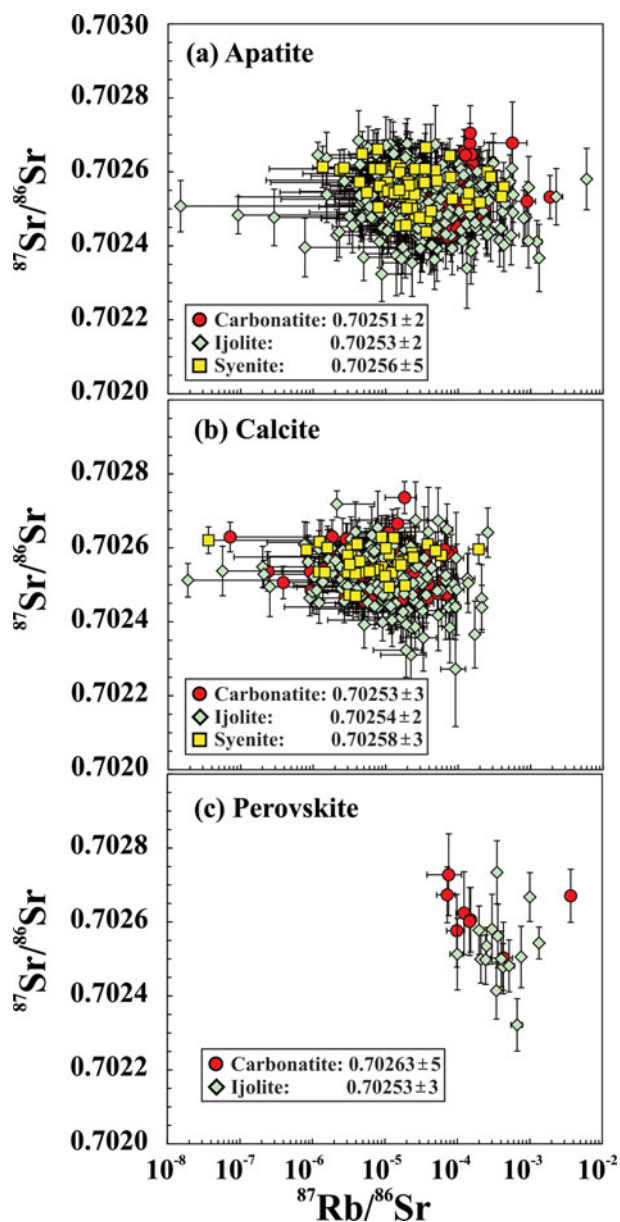 0.7030
(a) Apatite
0.7028
0.7026
0.7024
0.7022
0.7020
⁸⁷Sr/⁸⁶Sr
Carbonatite: 0.70251±2
Ijolite: 0.70253±2
Syenite: 0.70256±5
(b) Calcite
0.7028
0.7026
0.7024
0.7022
0.7020
⁸⁷Sr/⁸⁶Sr
Carbonatite: 0.70253±3
Ijolite: 0.70254±2
Syenite: 0.70258±3
(c) Perovskite
0.7028
0.7026
0.7024
0.7022
0.7020
⁸⁷Sr/⁸⁶Sr
Carbonatite: 0.70263±5
Ijolite: 0.70253±3
10⁻⁸ 10⁻⁷ 10⁻⁶ 10⁻⁵ 10⁻⁴ 10⁻³ 10⁻²
⁸⁷Rb/⁸⁶Sr